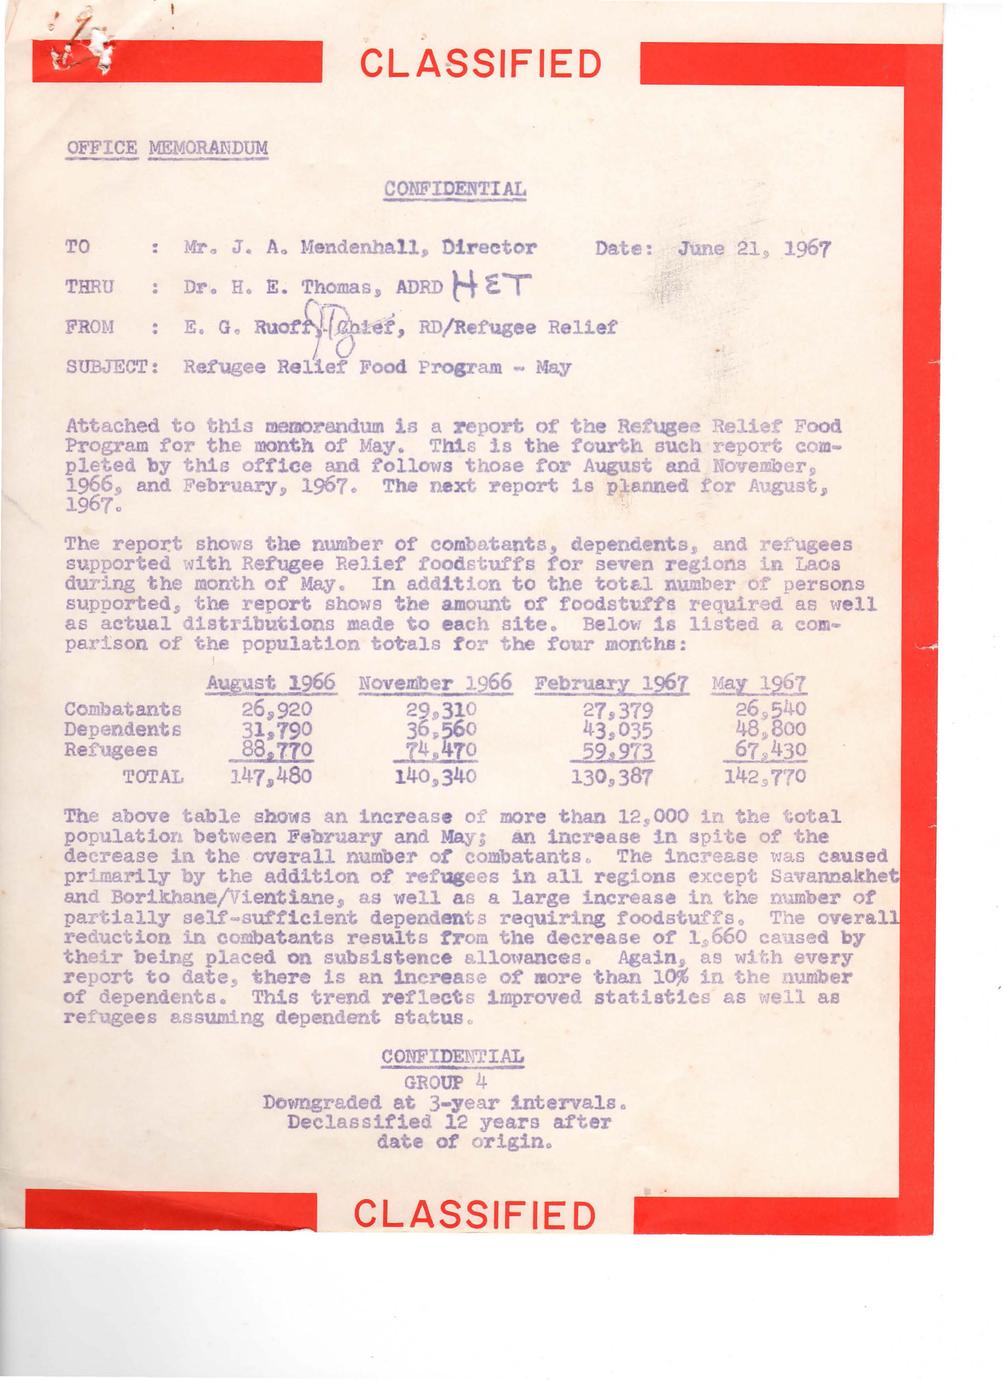 CLASSIFIED
OFFICE MEMORANDUM
CONFIDENTIAL
TO : Mr. J. A. Mendenhall, Director Date: June 21, 1967
THRU : Dr. H. E. Thomas, ADRD HET
FROM : E. G. Ruoff, Chief, RD/Refugee Relief
SUBJECT: Refugee Relief Food Program - May
Attached to this memorandum is a report of the Refugee Relief Food
Program for the month of May. This is the fourth such report com-
pleted by this office and follows those for August and November,
1966, and February, 1967. The next report is planned for August,
1967.
The report shows the number of combatants, dependents, and refugees
supported with Refugee Relief foodstuffs for seven regions in Laos
during the month of May. In addition to the total number of persons
supported, the report shows the amount of foodstuffs required as well
as actual distributions made to each site. Below is listed a com-
parison of the population totals for the four months:
August 1966 November 1966 February 1967 May 1967
Combatants 26,920 29,310 27,379 26,540
Dependents 31,790 36,560 43,035 48,800
Refugees 88,770 74,470 59,973 67,430
TOTAL 147,480 140,340 130,387 142,770
The above table shows an increase of more than 12,000 in the total
population between February and May; an increase in spite of the
decrease in the overall number of combatants. The increase was caused
primarily by the addition of refugees in all regions except Savannakhet
and Borikhane/Vientiane, as well as a large increase in the number of
partially self-sufficient dependents requiring foodstuffs. The overall
reduction in combatants results from the decrease of 1,660 caused by
their being placed on subsistence allowances. Again, as with every
report to date, there is an increase of more than 10% in the number
of dependents. This trend reflects improved statistics as well as
refugees assuming dependent status.
CONFIDENTIAL
GROUP 4
Downgraded at 3-year intervals.
Declassified 12 years after
date of origin.
CLASSIFIED